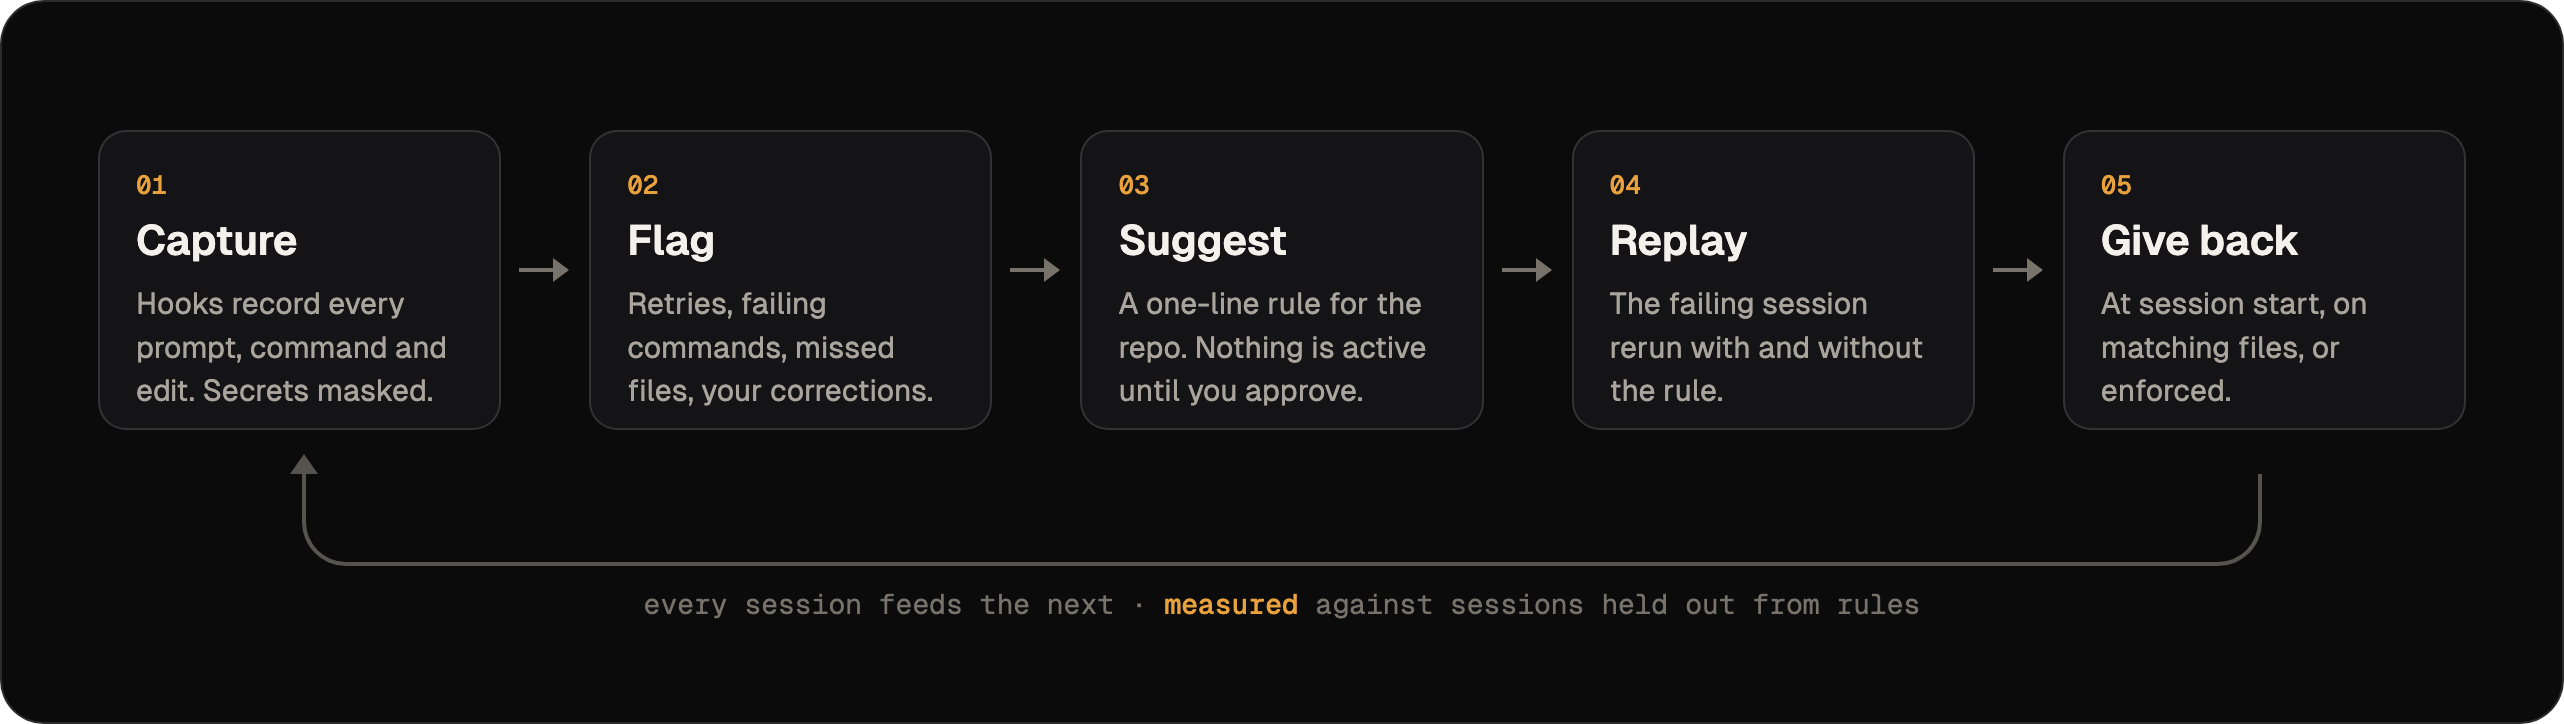 01
Capture
Hooks record every
prompt, command and
edit. Secrets masked.
02
Flag
Retries, failing
commands, missed
files, your corrections.
03
Suggest
A one-line rule for the
repo. Nothing is active
until you approve.
04
Replay
The failing session
rerun with and without
the rule.
05
Give back
At session start, on
matching files, or
enforced.
every session feeds the next · measured against sessions held out from rules